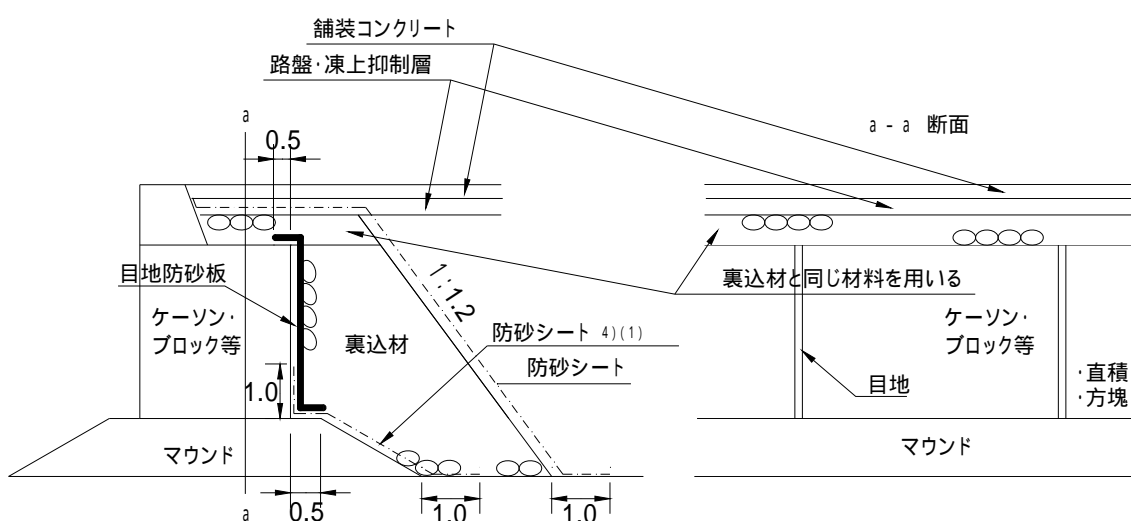 舗装コンクリート
路盤・凍上抑制層
a
a - a 断面
0.5
目地防砂板
1:1.2
裏込材と同じ材料を用いる
ケーソン・
ブロック等
裏込材
防砂シート 4)(1)
防砂シート
ケーソン・
ブロック等
目地
・直積
・方塊
1.0
マウンド
マウンド
a
0.5
1.0
1.0